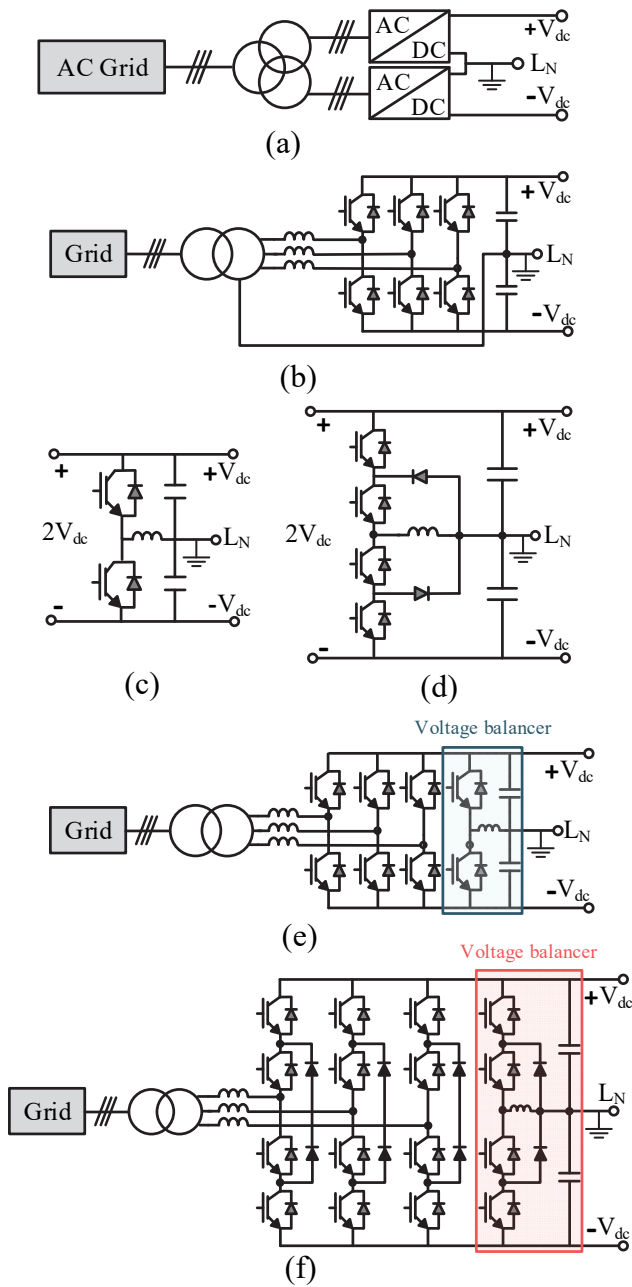 AC Grid
AC
DC
AC
DC
+Vdc
LN
-Vdc
(a)
Grid
+Vdc
LN
-Vdc
(b)
+
+Vdc
2Vdc
LN
-
-Vdc
(c)
+
+Vdc
2Vdc
LN
-
-Vdc
(d)
Voltage balancer
Grid
+Vdc
LN
-Vdc
(e)
Voltage balancer
Grid
+Vdc
LN
-Vdc
(f)